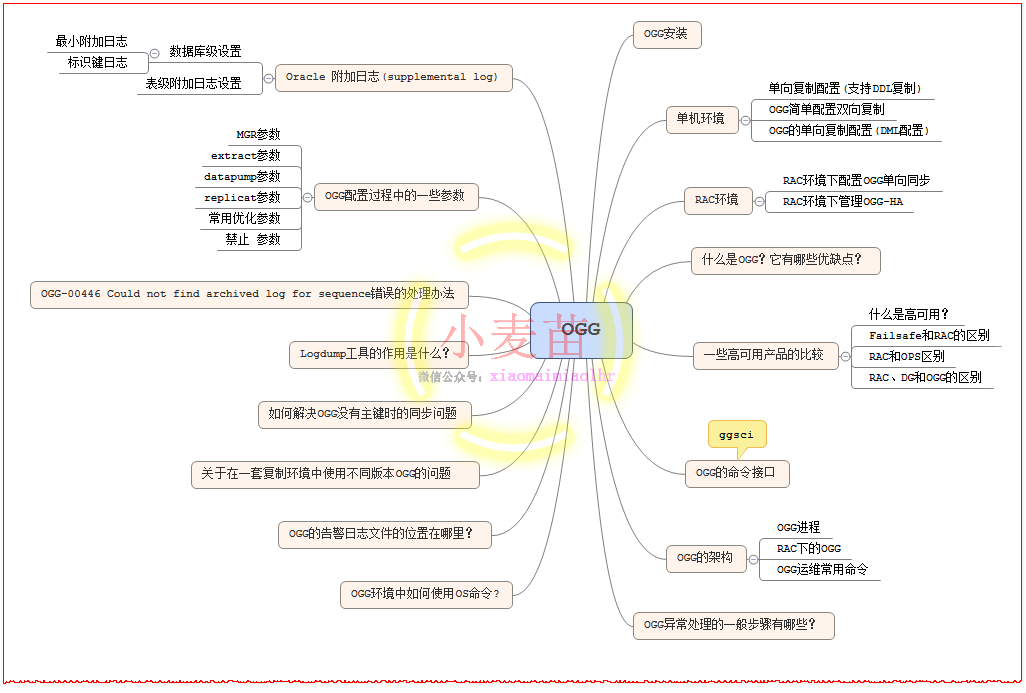 OGG
小麦苗
微信公众号：xiaomaimiaolhr
OGG安装
单机环境
单向复制配置(支持DDL复制)
OGG简单配置双向复制
OGG的单向复制配置(DML配置)
RAC环境
RAC环境下配置OGG单向同步
RAC环境下管理OGG-HA
什么是OGG？它有哪些优缺点？
一些高可用产品的比较
什么是高可用？
Failsafe和RAC的区别
RAC和OPS区别
RAC、DG和OGG的区别
ggsci
OGG的命令接口
OGG的架构
OGG进程
RAC下的OGG
OGG运维常用命令
OGG异常处理的一般步骤有哪些？
Oracle 附加日志(supplemental log)
数据库级设置
最小附加日志
标识键日志
表级附加日志设置
OGG配置过程中的一些参数
MGR参数
extract参数
datapump参数
replicat参数
常用优化参数
禁止 参数
OGG-00446 Could not find archived log for sequence错误的处理办法
Logdump工具的作用是什么？
如何解决OGG没有主键时的同步问题
关于在一套复制环境中使用不同版本OGG的问题
OGG的告警日志文件的位置在哪里？
OGG环境中如何使用OS命令?